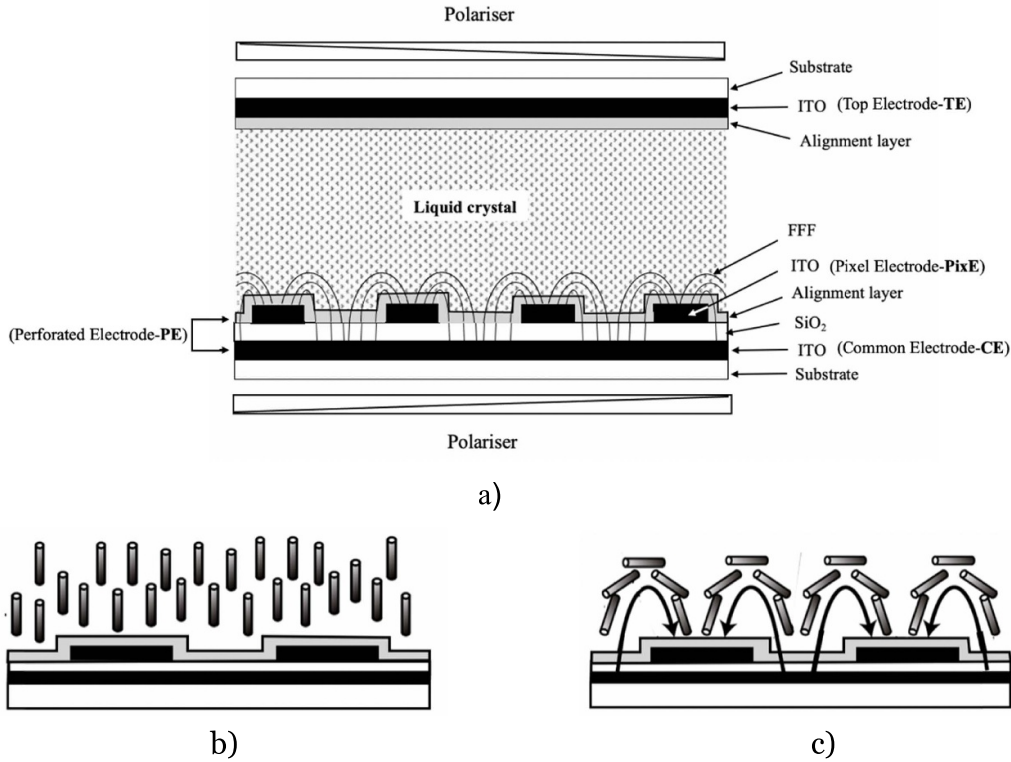 Polariser
Substrate
ITO (Top Electrode-TE)
Alignment layer
Liquid crystal
FFF
ITO (Pixel Electrode-PixE)
Alignment layer
(Perforated Electrode-PE)
SiO₂
ITO (Common Electrode-CE)
Substrate
Polariser
a)
b)
c)